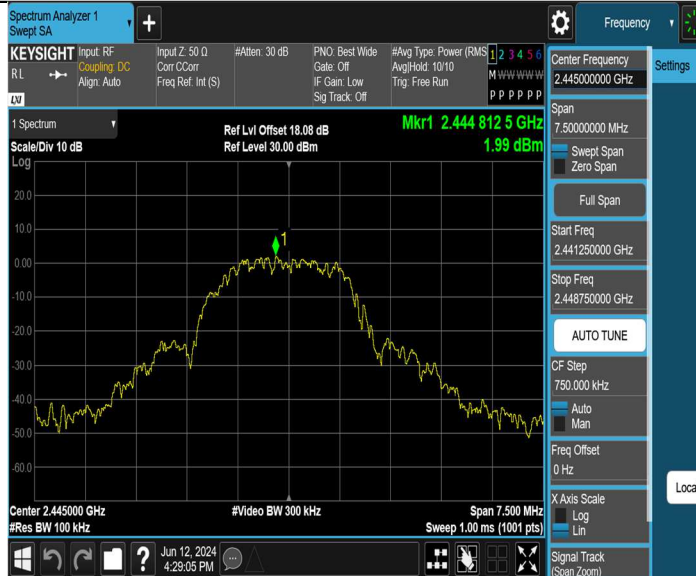 Spectrum Analyzer 1
Swept SA
Frequency
KEYSIGHT
RL
LXI
Input: RF
Coupling: DC
Align: Auto
Input Z: 50 Ω
Corr CCorr
Freq Ref: Int (S)
#Atten: 30 dB
PNO: Best Wide
Gate: Off
IF Gain: Low
Sig Track: Off
#Avg Type: Power (RMS
Avg|Hold: 10/10
Trig: Free Run
1 2 3 4 5 6
M W W W W W
P P P P P P
1 Spectrum
Scale/Div 10 dB
Log
Ref Lvl Offset 18.08 dB
Ref Level 30.00 dBm
Mkr1 2.444 812 5 GHz
1.99 dBm
20.0
10.0
0.00
-10.0
-20.0
-30.0
-40.0
-50.0
-60.0
1
Center 2.445000 GHz
#Res BW 100 kHz
#Video BW 300 kHz
Span 7.500 MHz
Sweep 1.00 ms (1001 pts)
Jun 12, 2024
4:29:05 PM
Center Frequency
2.445000000 GHz
Span
7.50000000 MHz
Swept Span
Zero Span
Full Span
Start Freq
2.441250000 GHz
Stop Freq
2.448750000 GHz
AUTO TUNE
CF Step
750.000 kHz
Auto
Man
Freq Offset
0 Hz
X Axis Scale
Log
Lin
Signal Track
(Span Zoom)
Settings
Loca